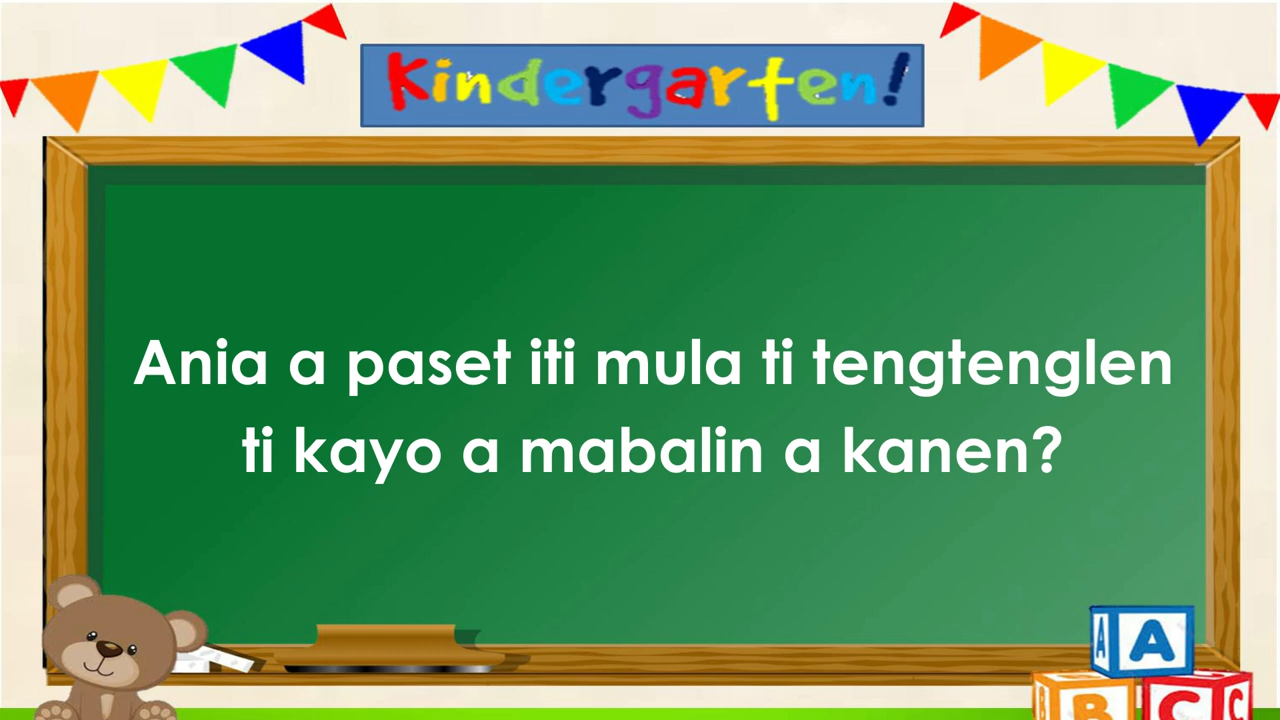 Kindergarten!
Ania a paset iti mula ti tengtenglen
ti kayo a mabalin a kanen?
A A
B C C